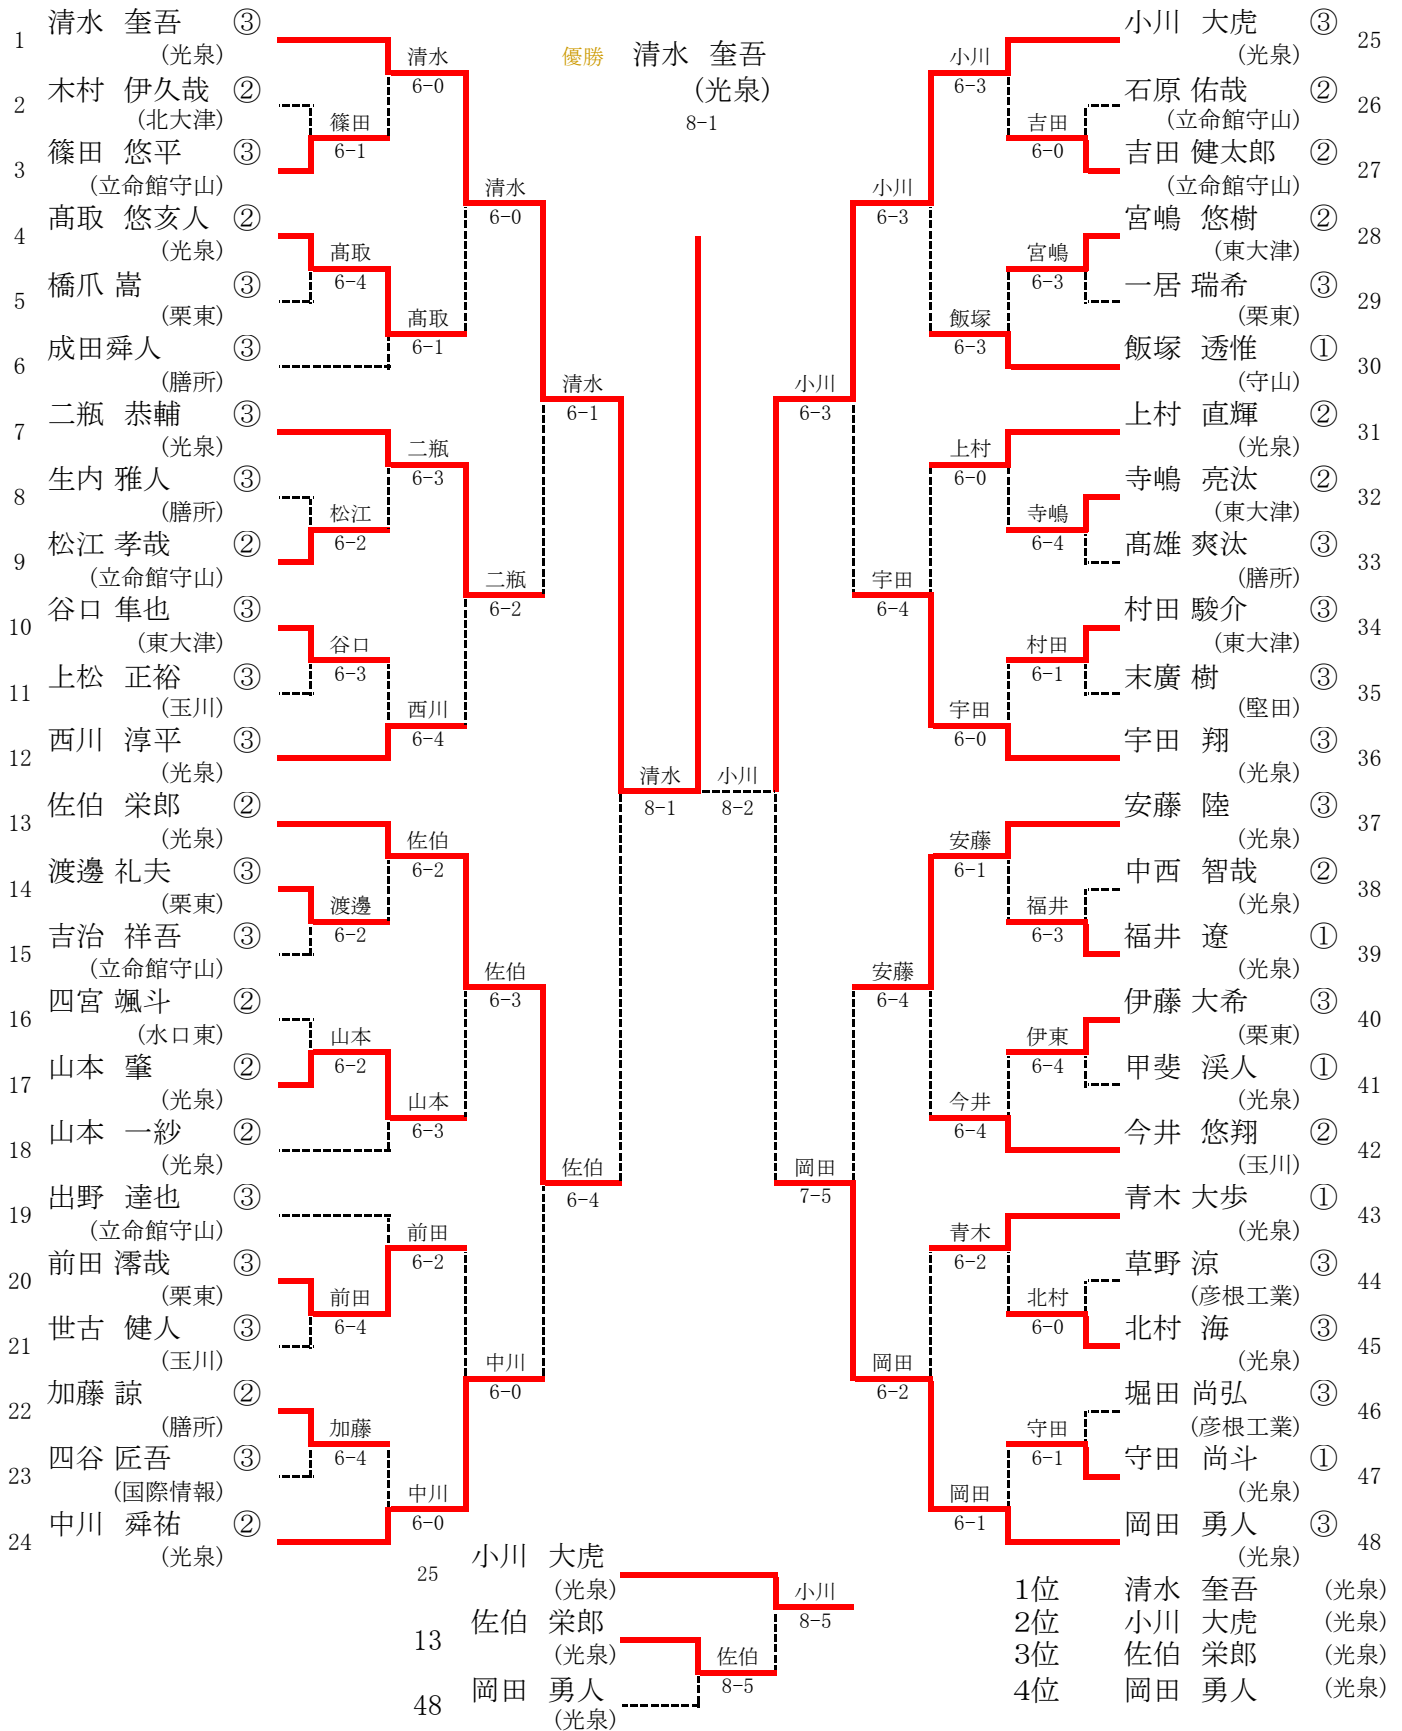 優勝 清水 奎吾
(光泉)
8-1
1 清水 奎吾 ③
(光泉)
2 木村 伊久哉 ②
(北大津)
3 篠田 悠平 ③
(立命館守山)
4 髙取 悠亥人 ②
(光泉)
5 橋爪 嵩 ③
(栗東)
6 成田舜人 ③
(膳所)
7 二瓶 恭輔 ③
(光泉)
8 生内 雅人 ③
(膳所)
9 松江 孝哉 ②
(立命館守山)
10 谷口 隼也 ③
(東大津)
11 上松 正裕 ③
(玉川)
12 西川 淳平 ③
(光泉)
13 佐伯 栄郎 ②
(光泉)
14 渡邊 礼夫 ③
(栗東)
15 吉治 祥吾 ③
(立命館守山)
16 四宮 颯斗 ②
(水口東)
17 山本 肇 ②
(光泉)
18 山本 一紗 ②
(光泉)
19 出野 達也 ③
(立命館守山)
20 前田 澪哉 ③
(栗東)
21 世古 健人 ③
(玉川)
22 加藤 諒 ②
(膳所)
23 四谷 匠吾 ③
(国際情報)
24 中川 舜祐 ②
(光泉)
篠田
6-1
髙取
6-4
松江
6-2
谷口
6-3
渡邊
6-2
山本
6-2
前田
6-4
加藤
6-4
清水
6-0
髙取
6-1
二瓶
6-3
西川
6-4
佐伯
6-2
山本
6-3
前田
6-2
中川
6-0
清水
6-0
二瓶
6-2
佐伯
6-3
中川
6-0
清水
6-1
佐伯
6-4
清水
8-1
小川
8-2
小川
6-3
岡田
7-5
小川
6-3
宇田
6-4
安藤
6-4
岡田
6-2
小川
6-3
飯塚
6-3
上村
6-0
宇田
6-0
安藤
6-1
今井
6-4
青木
6-2
岡田
6-1
吉田
6-0
宮嶋
6-3
寺嶋
6-4
村田
6-1
福井
6-3
伊東
6-4
北村
6-0
守田
6-1
小川 大虎 ③ 25
(光泉)
石原 佑哉 ② 26
(立命館守山)
吉田 健太郎 ② 27
(立命館守山)
宮嶋 悠樹 ② 28
(東大津)
一居 瑞希 ③ 29
(栗東)
飯塚 透惟 ① 30
(守山)
上村 直輝 ② 31
(光泉)
寺嶋 亮汰 ② 32
(東大津)
髙雄 爽汰 ③ 33
(膳所)
村田 駿介 ③ 34
(東大津)
末廣 樹 ③ 35
(堅田)
宇田 翔 ③ 36
(光泉)
安藤 陸 ③ 37
(光泉)
中西 智哉 ② 38
(光泉)
福井 遼 ① 39
(光泉)
伊藤 大希 ③ 40
(栗東)
甲斐 渓人 ① 41
(光泉)
今井 悠翔 ② 42
(玉川)
青木 大歩 ① 43
(光泉)
草野 涼 ③ 44
(彦根工業)
北村 海 ③ 45
(光泉)
堀田 尚弘 ③ 46
(彦根工業)
守田 尚斗 ① 47
(光泉)
岡田 勇人 ③ 48
(光泉)
25 小川 大虎
(光泉)
13 佐伯 栄郎
(光泉)
48 岡田 勇人
(光泉)
佐伯
8-5
小川
8-5
1位 清水 奎吾 (光泉)
2位 小川 大虎 (光泉)
3位 佐伯 栄郎 (光泉)
4位 岡田 勇人 (光泉)